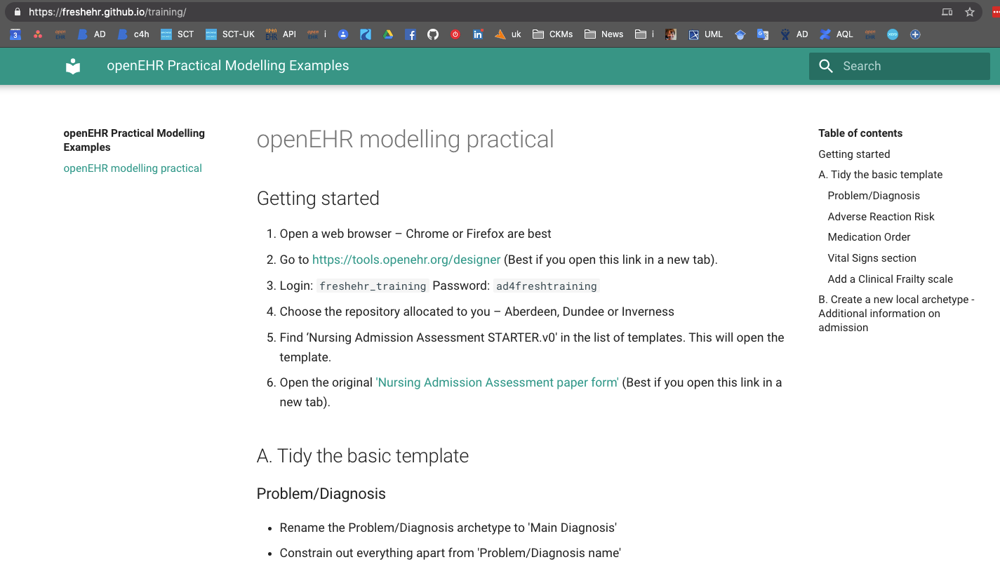 https://freshehr.github.io/training/
3 openEHR AD c4h SCT SCT-UK openEHR API openEHR i in uk CKMs News i UML AD AQL openEHR
openEHR Practical Modelling Examples
Search
openEHR Practical Modelling
Examples
openEHR modelling practical
openEHR modelling practical
Getting started
1. Open a web browser – Chrome or Firefox are best
2. Go to https://tools.openehr.org/designer (Best if you open this link in a new tab).
3. Login: freshehr_training Password: ad4freshtraining
4. Choose the repository allocated to you – Aberdeen, Dundee or Inverness
5. Find ‘Nursing Admission Assessment STARTER.v0' in the list of templates. This will open the
template.
6. Open the original 'Nursing Admission Assessment paper form' (Best if you open this link in a
new tab).
A. Tidy the basic template
Problem/Diagnosis
• Rename the Problem/Diagnosis archetype to 'Main Diagnosis'
• Constrain out everything apart from 'Problem/Diagnosis name'
Table of contents
Getting started
A. Tidy the basic template
Problem/Diagnosis
Adverse Reaction Risk
Medication Order
Vital Signs section
Add a Clinical Frailty scale
B. Create a new local archetype -
Additional information on
admission